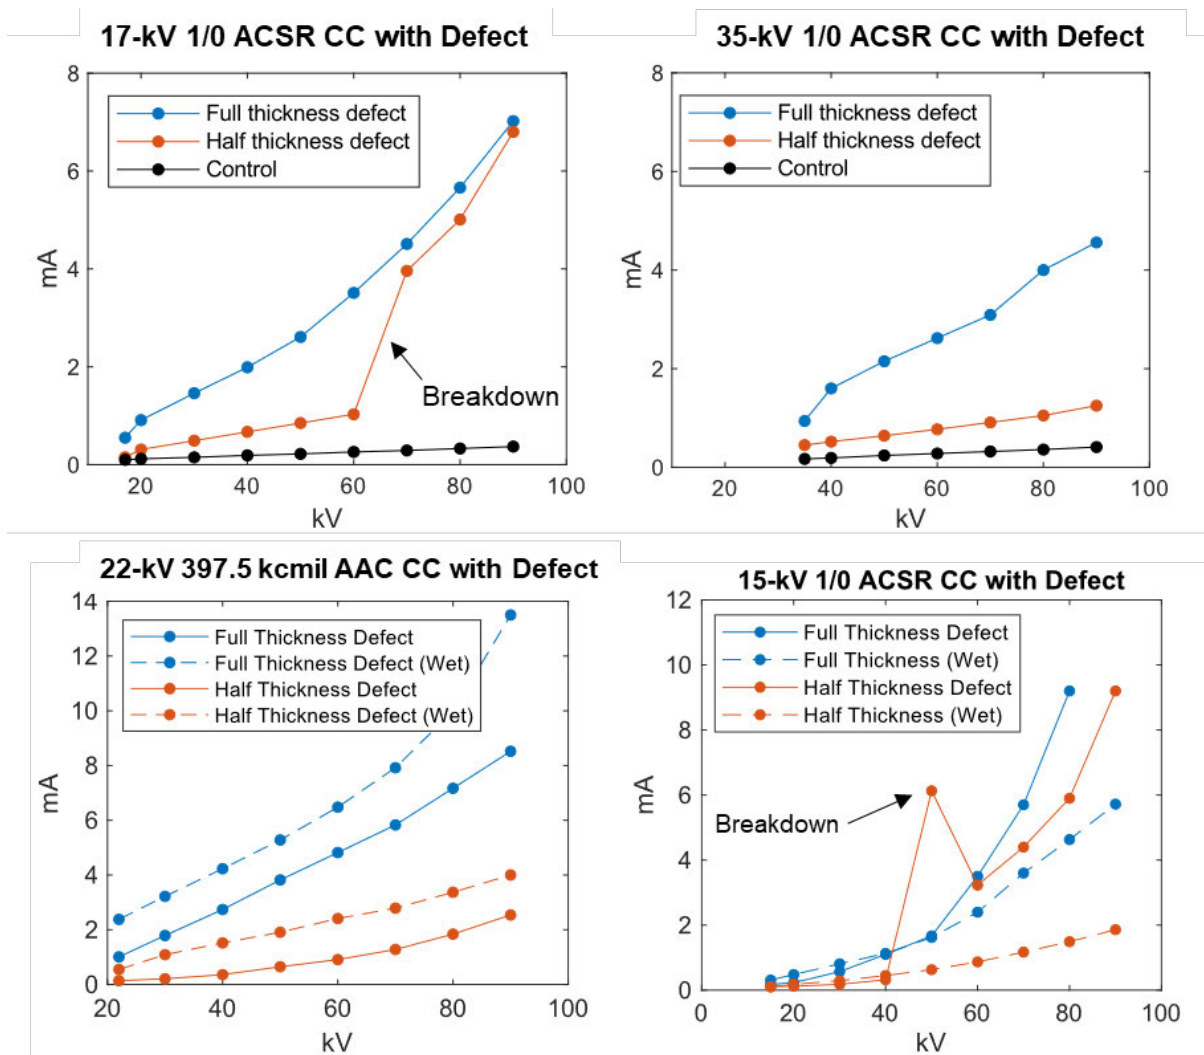 17-kV 1/0 ACSR CC with Defect
8
Full thickness defect
Half thickness defect
Control
6
mA
4
2
Breakdown
0
20 40 60 80 100
kV
35-kV 1/0 ACSR CC with Defect
8
Full thickness defect
Half thickness defect
Control
6
mA
4
2
0
20 40 60 80 100
kV
22-kV 397.5 kcmil AAC CC with Defect
14
Full Thickness Defect
Full Thickness Defect (Wet)
Half Thickness Defect
Half Thickness Defect (Wet)
12
10
8
mA
6
4
2
0
20 40 60 80 100
kV
15-kV 1/0 ACSR CC with Defect
12
Full Thickness Defect
Full Thickness (Wet)
Half Thickness Defect
Half Thickness (Wet)
10
8
mA
6
Breakdown
4
2
0
0 20 40 60 80 100
kV